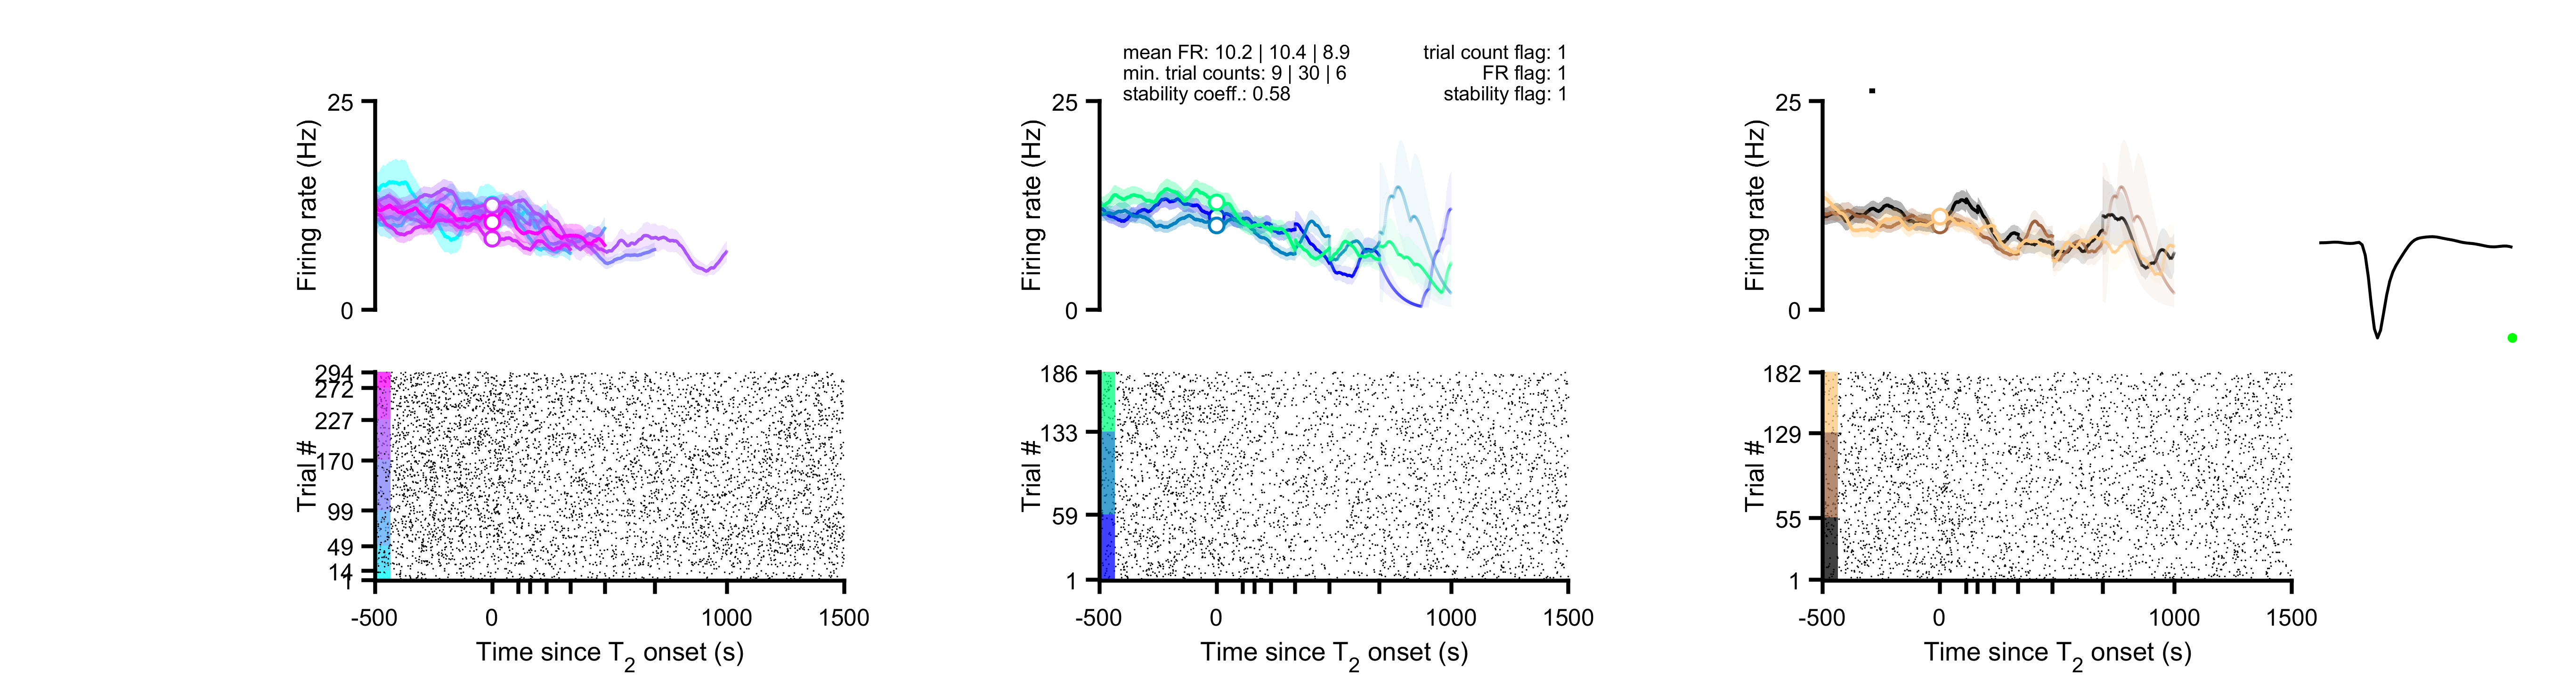 mean FR: 10.2 | 10.4 | 8.9
min. trial counts: 9 | 30 | 6
stability coeff.: 0.58
trial count flag: 1
FR flag: 1
stability flag: 1
25
0
Firing rate (Hz)
294
272
227
170
99
49
14
Trial #
-500
0
1000
1500
Time since T2 onset (s)
25
0
Firing rate (Hz)
186
133
59
1
Trial #
-500
0
1000
1500
Time since T2 onset (s)
25
0
Firing rate (Hz)
182
129
55
1
Trial #
-500
0
1000
1500
Time since T2 onset (s)